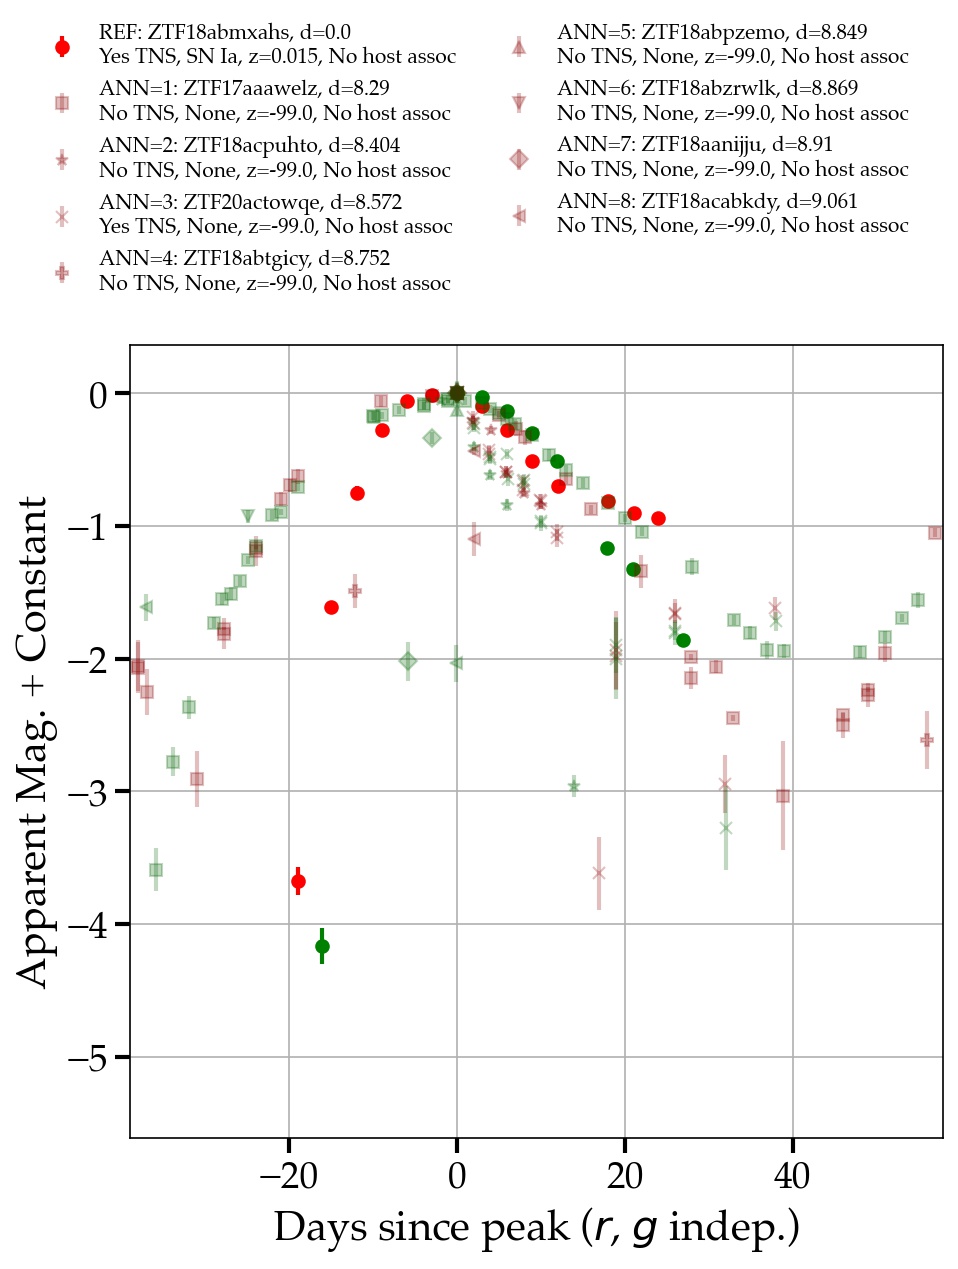 REF: ZTF18abmxahs, d=0.0
Yes TNS, SN Ia, z=0.015, No host assoc
ANN=1: ZTF17aaawelz, d=8.29
No TNS, None, z=-99.0, No host assoc
ANN=2: ZTF18acpuhto, d=8.404
No TNS, None, z=-99.0, No host assoc
ANN=3: ZTF20actowqe, d=8.572
Yes TNS, None, z=-99.0, No host assoc
ANN=4: ZTF18abtgicy, d=8.752
No TNS, None, z=-99.0, No host assoc
ANN=5: ZTF18abpzemo, d=8.849
No TNS, None, z=-99.0, No host assoc
ANN=6: ZTF18abzrwlk, d=8.869
No TNS, None, z=-99.0, No host assoc
ANN=7: ZTF18aanijju, d=8.91
No TNS, None, z=-99.0, No host assoc
ANN=8: ZTF18acabkdy, d=9.061
No TNS, None, z=-99.0, No host assoc
Apparent Mag. + Constant
0
−1
−2
−3
−4
−5
−20
0
20
40
Days since peak (r, g indep.)